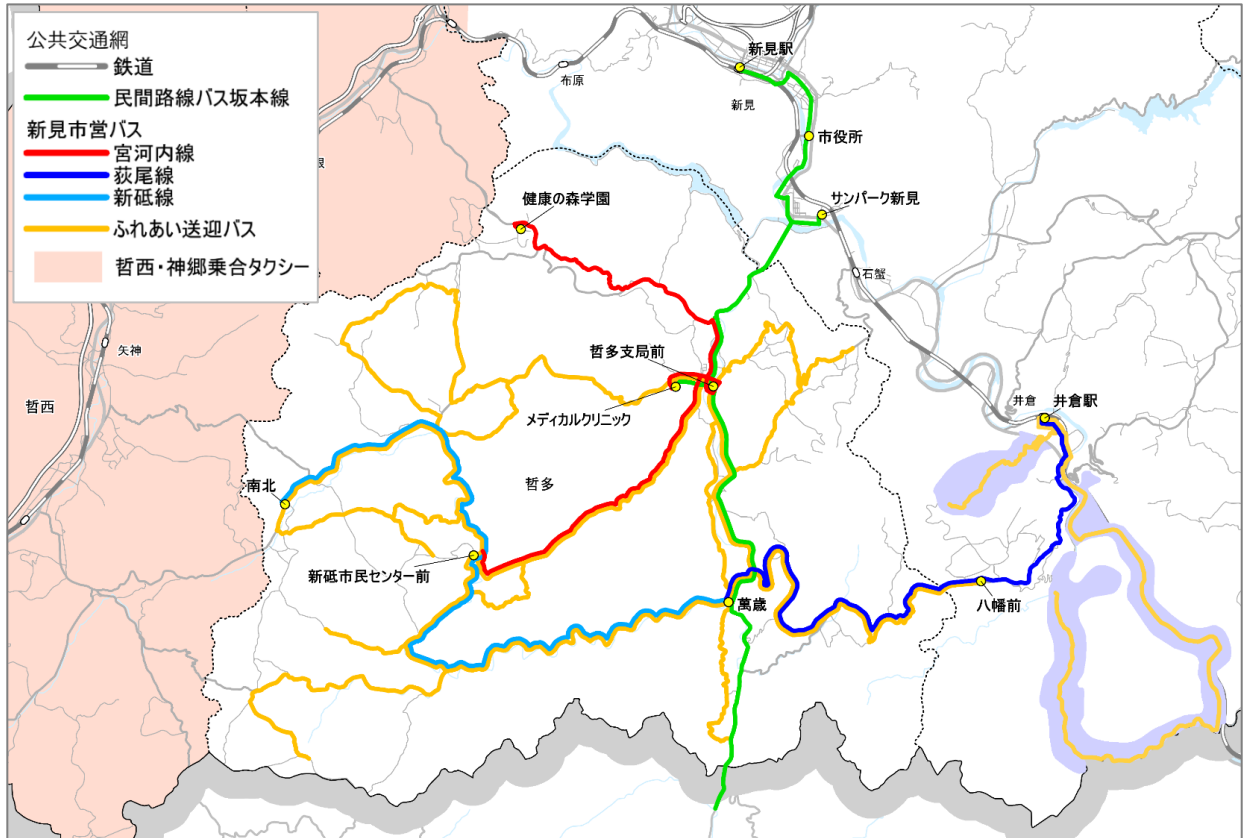 公共交通網
鉄道
民間路線バス坂本線
新見市営バス
宮河内線
荻尾線
新砥線
ふれあい送迎バス
哲西・神郷乗合タクシー
新見駅
布原
新見
市役所
健康の森学園
サンパーク新見
石蟹
矢神
哲西
哲多支局前
メディカルクリニック
井倉
井倉駅
哲多
南北
新砥市民センター前
萬歳
八幡前